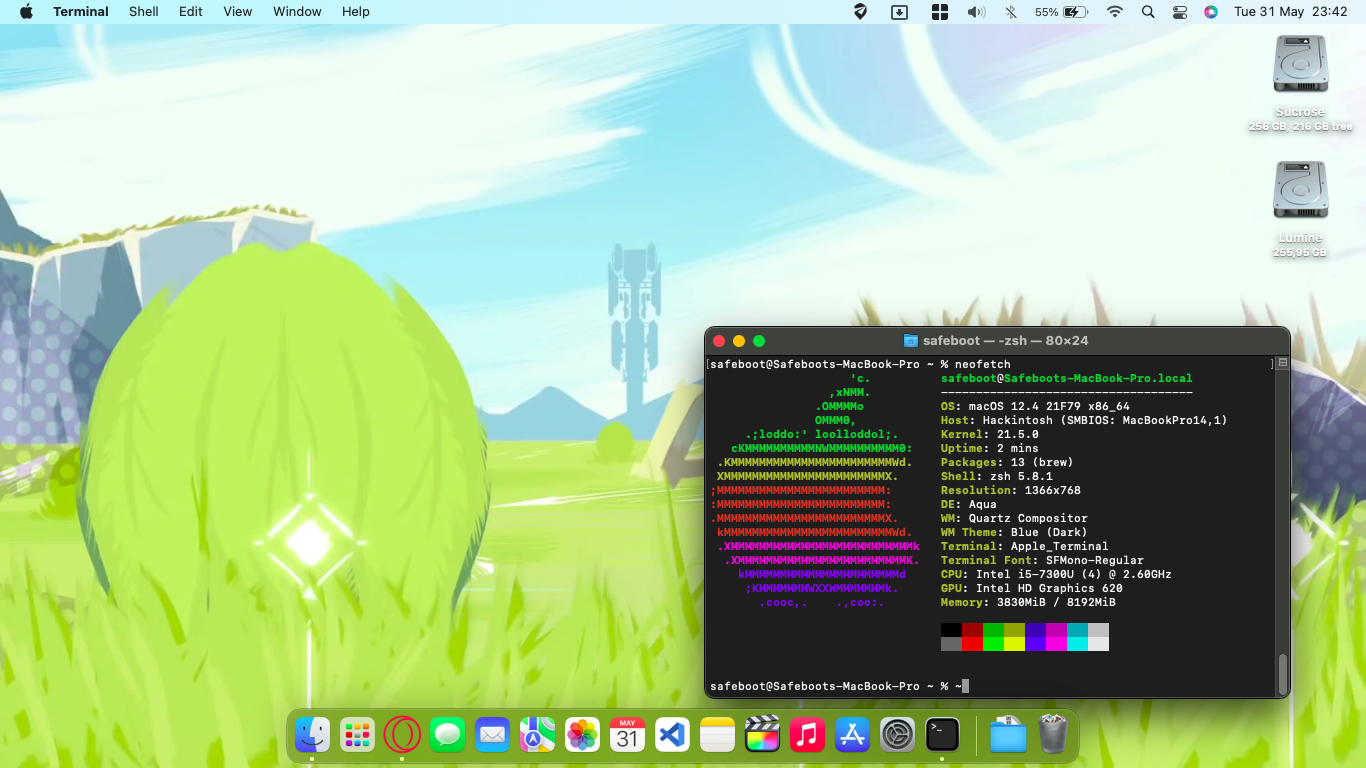 Terminal Shell Edit View Window Help 55% Tue 31 May 23:42
Sucrose
256 GB, 216 GB free
Lumine
255,95 GB
safeboot — -zsh — 80×24
[safeboot@Safeboots-MacBook-Pro ~ % neofetch ]
'c. safeboot@Safeboots-MacBook-Pro.local
,xNMM. ------------------------------------
.OMMMMo OS: macOS 12.4 21F79 x86_64
OMMM0, Host: Hackintosh (SMBIOS: MacBookPro14,1)
.;loddo:' loolloddol;. Kernel: 21.5.0
cKMMMMMMMMMMNWMMMMMMMMMM0: Uptime: 2 mins
.KMMMMMMMMMMMMMMMMMMMMMMMWd. Packages: 13 (brew)
XMMMMMMMMMMMMMMMMMMMMMMMX. Shell: zsh 5.8.1
;MMMMMMMMMMMMMMMMMMMMMMMM: Resolution: 1366x768
:MMMMMMMMMMMMMMMMMMMMMMMM: DE: Aqua
.MMMMMMMMMMMMMMMMMMMMMMMMX. WM: Quartz Compositor
kMMMMMMMMMMMMMMMMMMMMMMMMWd. WM Theme: Blue (Dark)
.XMMMMMMMMMMMMMMMMMMMMMMMMMMk Terminal: Apple_Terminal
.XMMMMMMMMMMMMMMMMMMMMMMMMK. Terminal Font: SFMono-Regular
kMMMMMMMMMMMMMMMMMMMMMMd CPU: Intel i5-7300U (4) @ 2.60GHz
;KMMMMMMMWXXWMMMMMMMk. GPU: Intel HD Graphics 620
.cooc,. .,coo:. Memory: 3830MiB / 8192MiB
safeboot@Safeboots-MacBook-Pro ~ % ~
MAY
31
>_